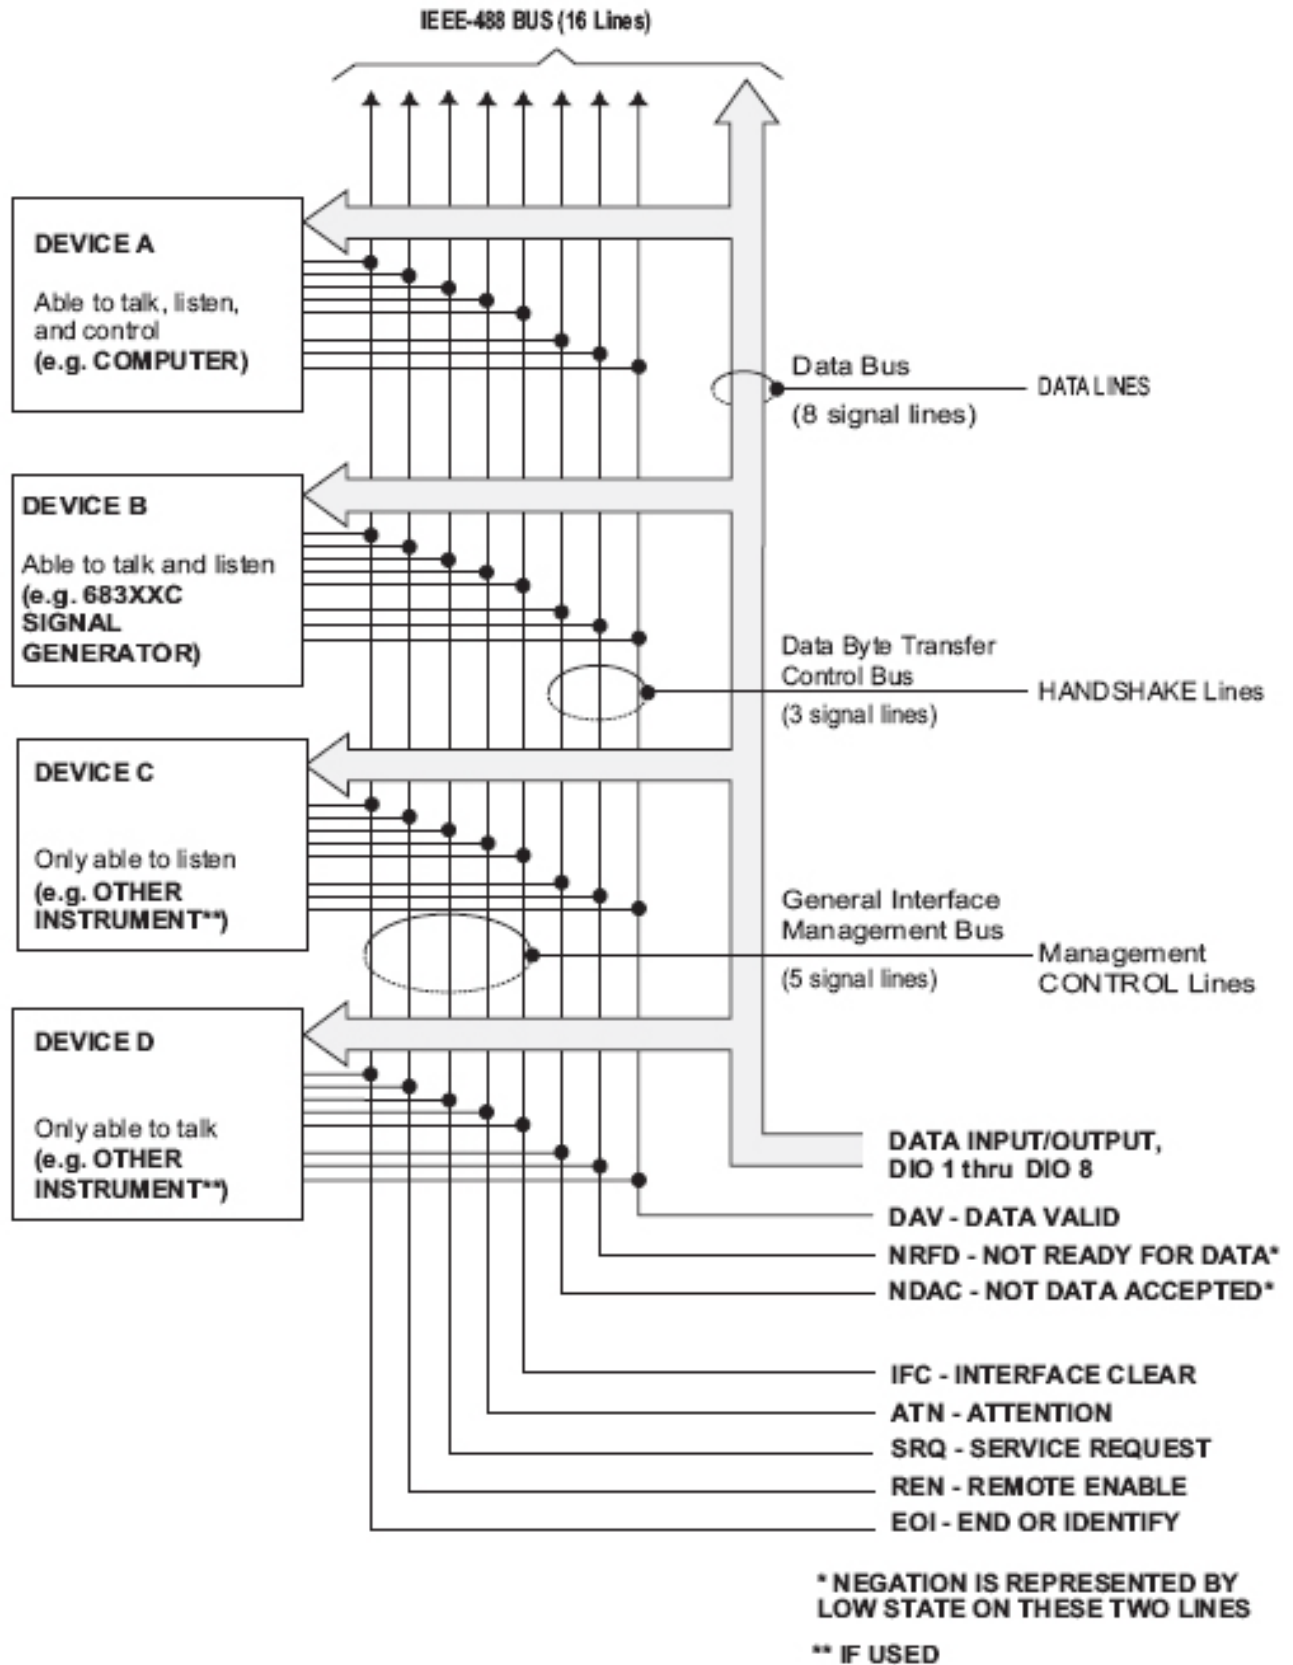 IEEE-488 BUS (16 Lines)
DEVICE A
Able to talk, listen,
and control
(e.g. COMPUTER)
Data Bus
(8 signal lines)
DATA LINES
DEVICE B
Able to talk and listen
(e.g. 683XXC
SIGNAL
GENERATOR)
Data Byte Transfer
Control Bus
(3 signal lines)
HANDSHAKE Lines
DEVICE C
Only able to listen
(e.g. OTHER
INSTRUMENT**)
General Interface
Management Bus
(5 signal lines)
Management
CONTROL Lines
DEVICE D
Only able to talk
(e.g. OTHER
INSTRUMENT**)
DATA INPUT/OUTPUT,
DIO 1 thru DIO 8
DAV - DATA VALID
NRFD - NOT READY FOR DATA*
NDAC - NOT DATA ACCEPTED*
IFC - INTERFACE CLEAR
ATN - ATTENTION
SRQ - SERVICE REQUEST
REN - REMOTE ENABLE
EOI - END OR IDENTIFY
* NEGATION IS REPRESENTED BY
LOW STATE ON THESE TWO LINES
** IF USED